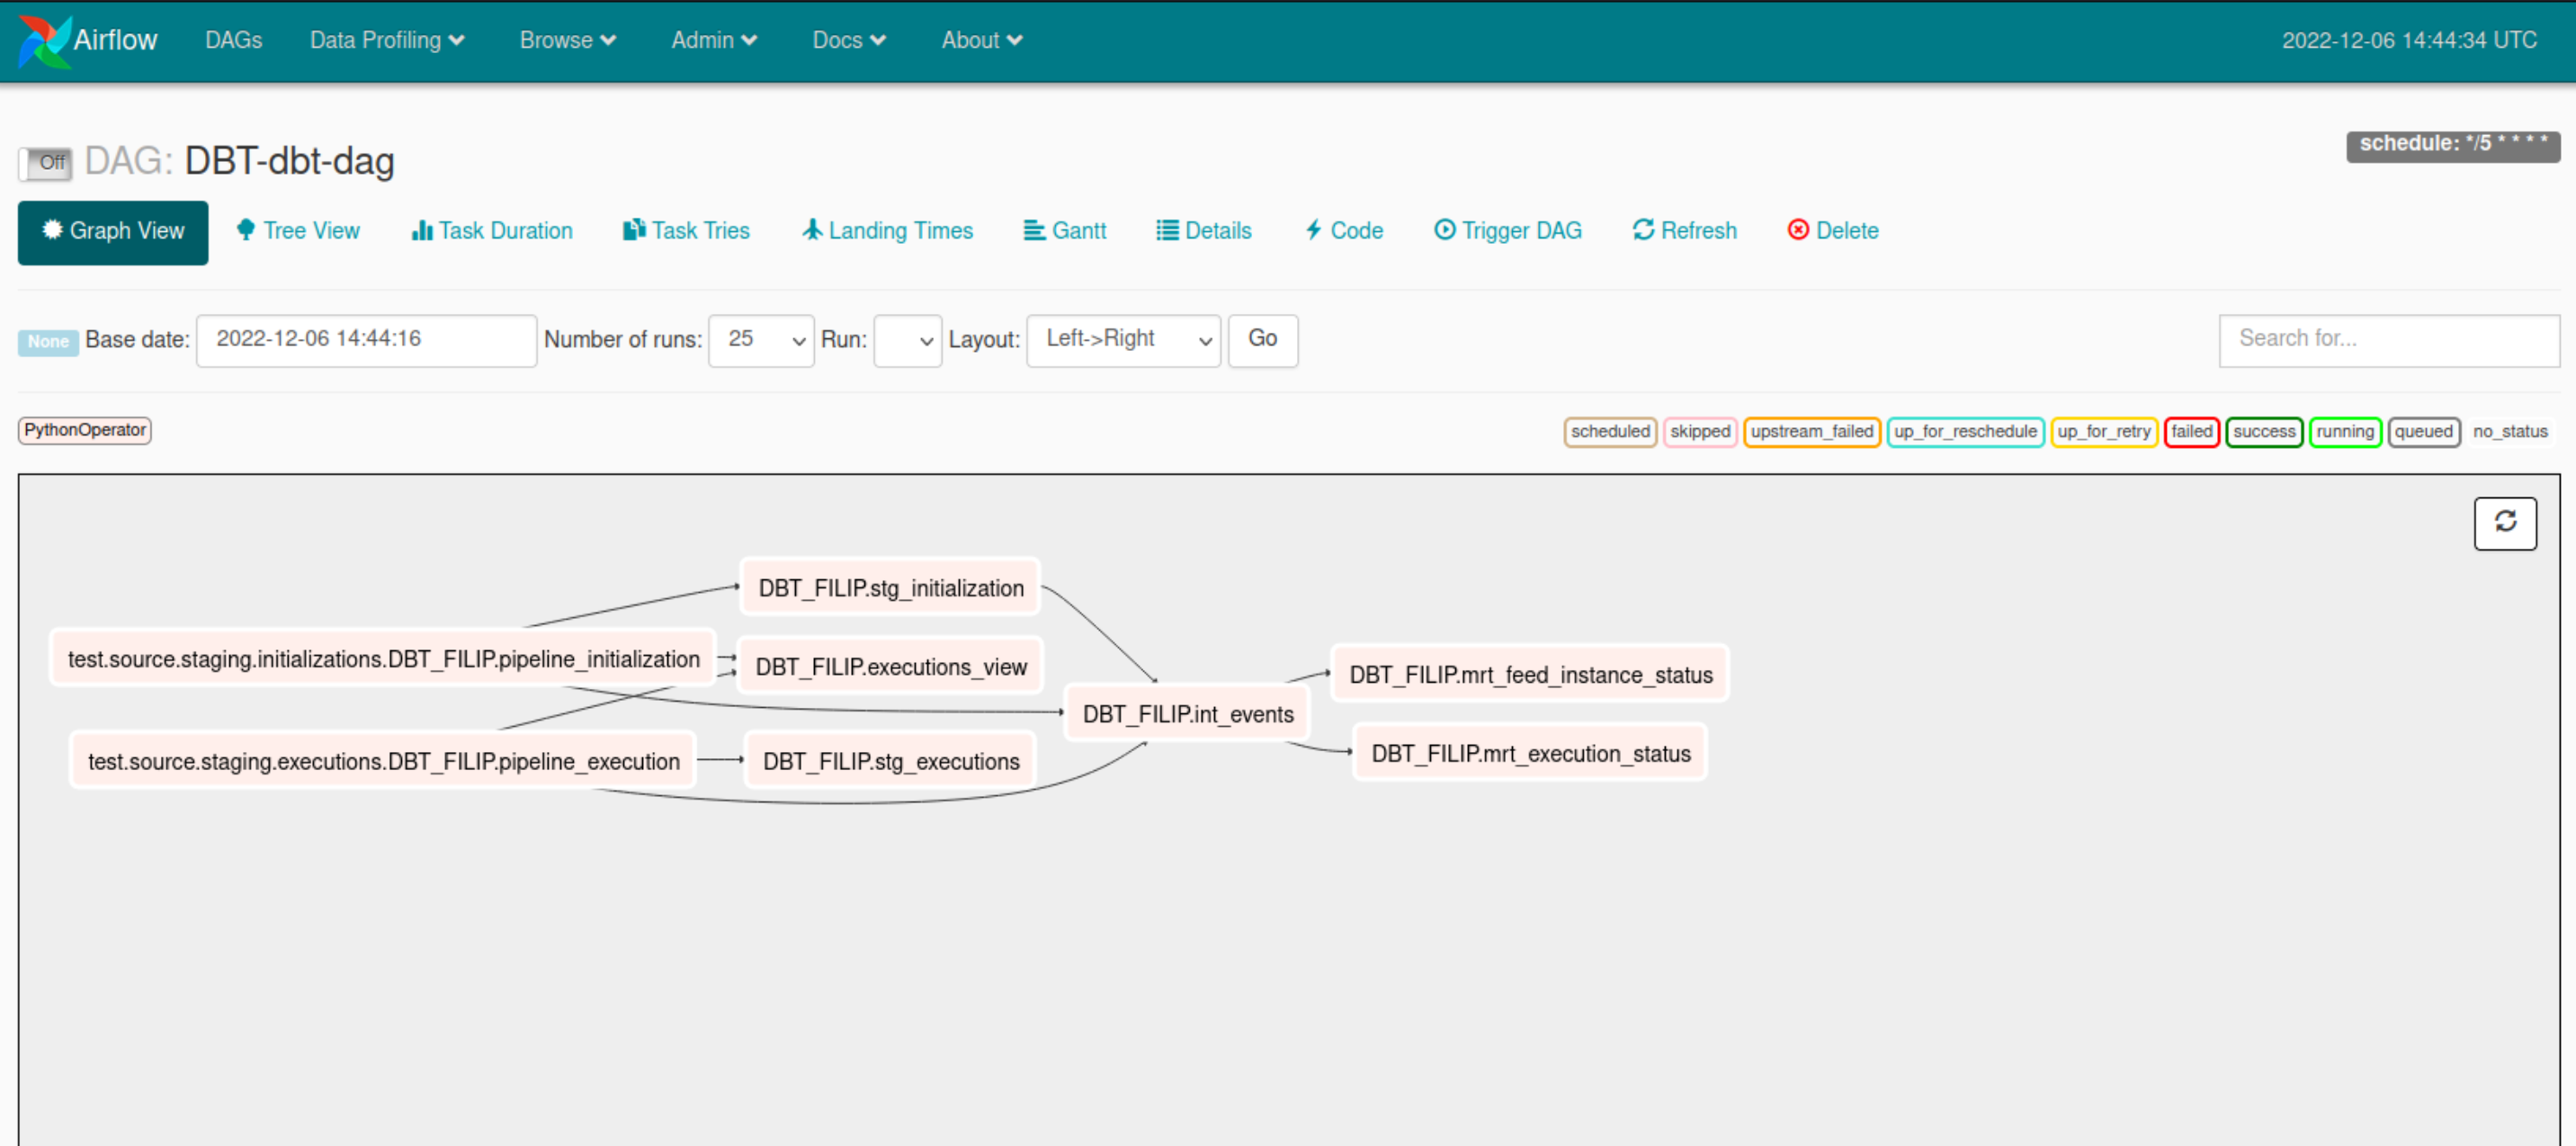 Airflow DAGs Data Profiling Browse Admin Docs About 2022-12-06 14:44:34 UTC
Off DAG: DBT-dbt-dag schedule: */5 * * * *
Graph View Tree View Task Duration Task Tries Landing Times Gantt Details Code Trigger DAG Refresh Delete
None Base date: 2022-12-06 14:44:16 Number of runs: 25 Run: Layout: Left->Right Go Search for...
PythonOperator scheduled skipped upstream_failed up_for_reschedule up_for_retry failed success running queued no_status
DBT_FILIP.stg_initialization
test.source.staging.initializations.DBT_FILIP.pipeline_initialization
DBT_FILIP.executions_view
DBT_FILIP.mrt_feed_instance_status
DBT_FILIP.int_events
DBT_FILIP.mrt_execution_status
test.source.staging.executions.DBT_FILIP.pipeline_execution
DBT_FILIP.stg_executions